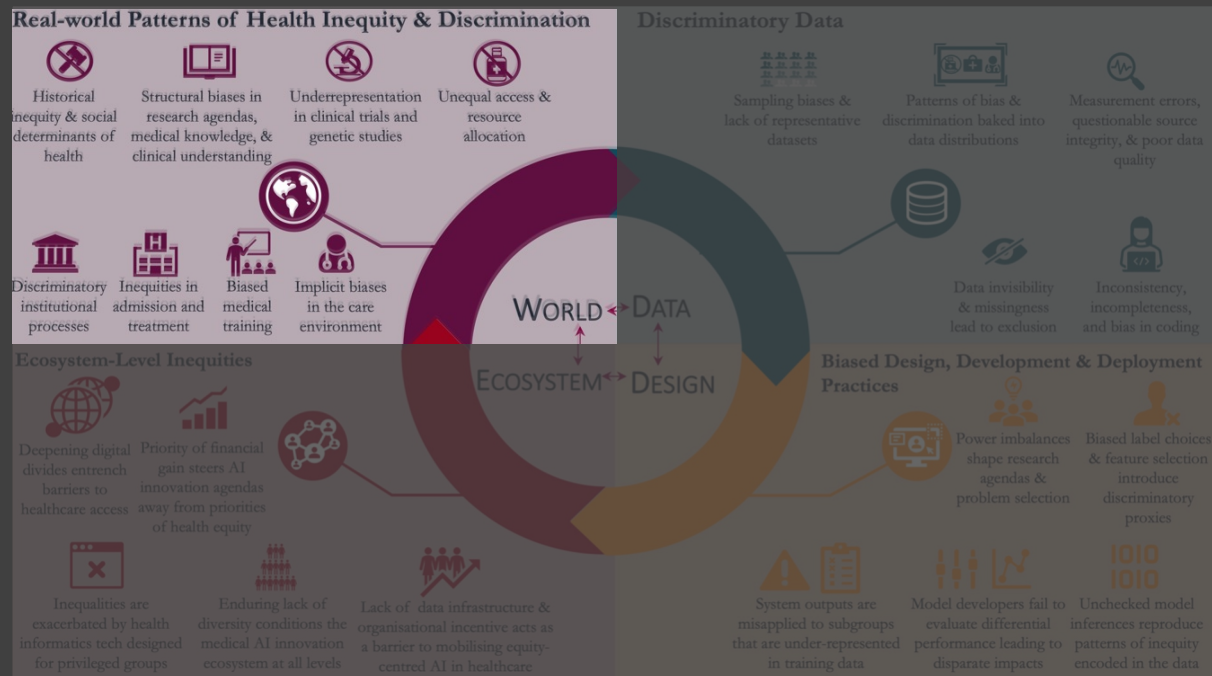 Real-world Patterns of Health Inequity & Discrimination
Historical
inequity & social
determinants of
health
Structural biases in
research agendas,
medical knowledge, &
clinical understanding
Underrepresentation
in clinical trials and
genetic studies
Unequal access &
resource
allocation
Discriminatory
institutional
processes
Inequities in
admission and
treatment
Biased
medical
training
Implicit biases
in the care
environment
Discriminatory Data
Sampling biases &
lack of representative
datasets
Patterns of bias &
discrimination baked into
data distributions
Measurement errors,
questionable source
integrity, & poor data
quality
Data invisibility
& missingness
lead to exclusion
Inconsistency,
incompleteness,
and bias in coding
WORLD
DATA
ECOSYSTEM
DESIGN
Ecosystem-Level Inequities
Deepening digital
divides entrench
barriers to
healthcare access
Priority of financial
gain steers AI
innovation agendas
away from priorities
of health equity
Inequalities are
exacerbated by health
informatics tech designed
for privileged groups
Enduring lack of
diversity conditions the
medical AI innovation
ecosystem at all levels
Lack of data infrastructure &
organisational incentive acts as
a barrier to mobilising equity-
centred AI in healthcare
Biased Design, Development & Deployment
Practices
Power imbalances
shape research
agendas &
problem selection
Biased label choices
& feature selection
introduce
discriminatory
proxies
System outputs are
misapplied to subgroups
that are under-represented
in training data
Model developers fail to
evaluate differential
performance leading to
disparate impacts
1010
1010
Unchecked model
inferences reproduce
patterns of inequity
encoded in the data